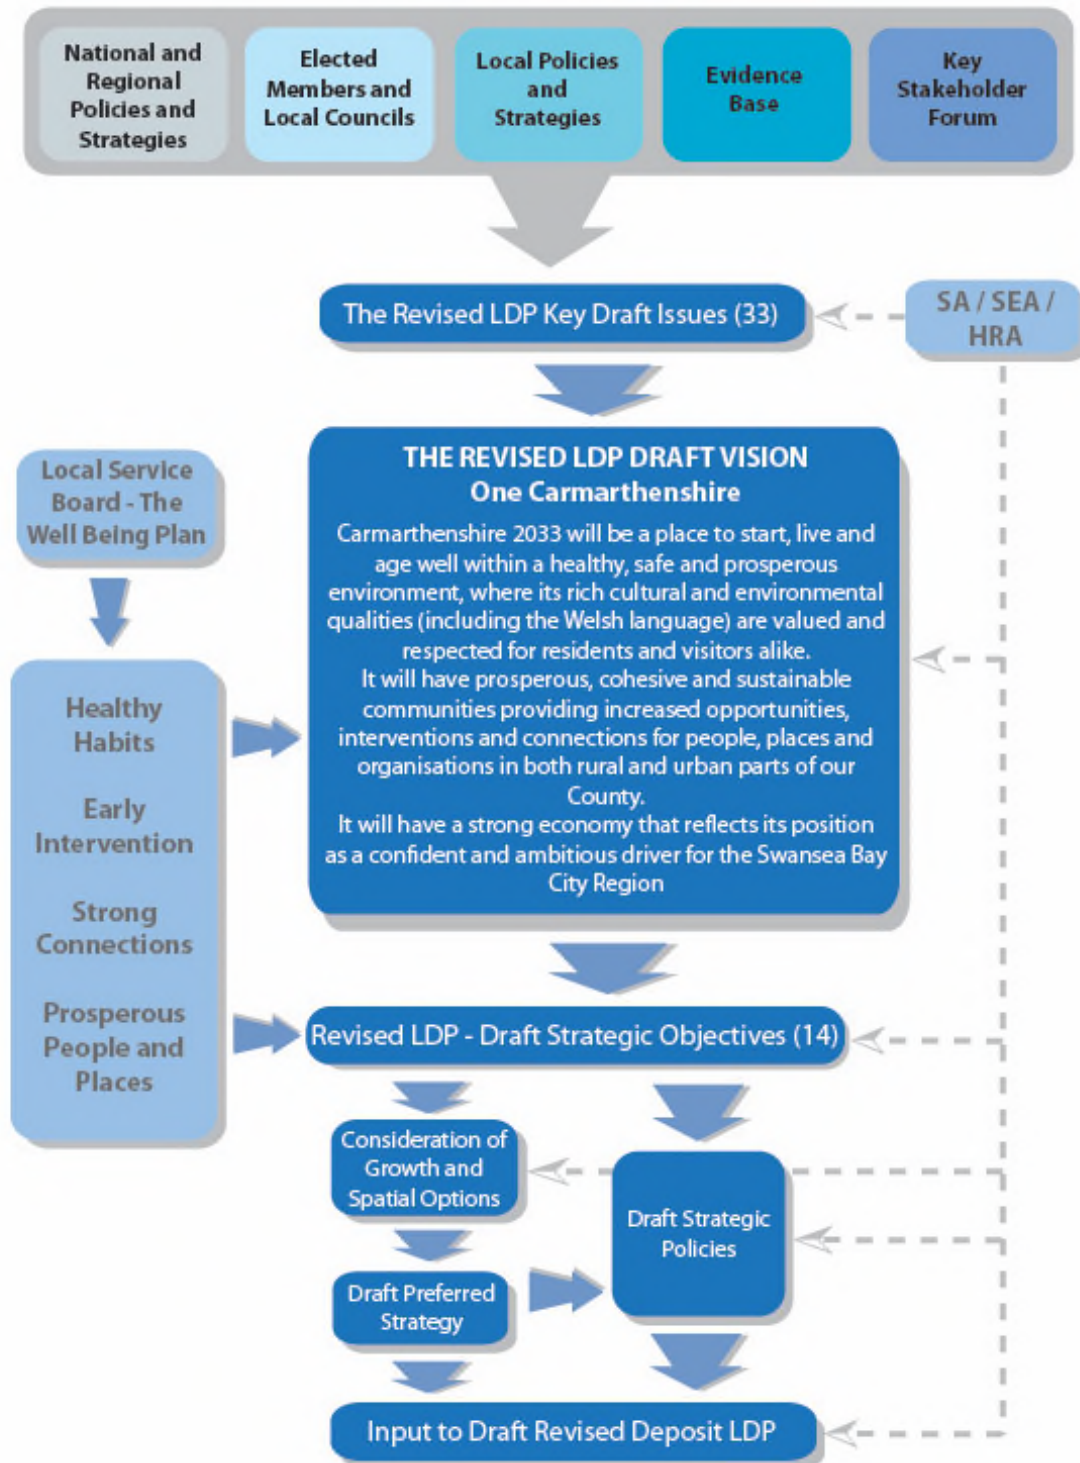 National and
Regional
Policies and
Strategies
Elected
Members and
Local Councils
Local Policies
and
Strategies
Evidence
Base
Key
Stakeholder
Forum
The Revised LDP Key Draft Issues (33)
SA / SEA /
HRA
Local Service
Board - The
Well Being Plan
THE REVISED LDP DRAFT VISION
One Carmarthenshire
Carmarthenshire 2033 will be a place to start, live and
age well within a healthy, safe and prosperous
environment, where its rich cultural and environmental
qualities (including the Welsh language) are valued and
respected for residents and visitors alike.
It will have prosperous, cohesive and sustainable
communities providing increased opportunities,
interventions and connections for people, places and
organisations in both rural and urban parts of our
County.
It will have a strong economy that reflects its position
as a confident and ambitious driver for the Swansea Bay
City Region
Healthy
Habits
Early
Intervention
Strong
Connections
Prosperous
People and
Places
Revised LDP - Draft Strategic Objectives (14)
Consideration of
Growth and
Spatial Options
Draft Strategic
Policies
Draft Preferred
Strategy
Input to Draft Revised Deposit LDP